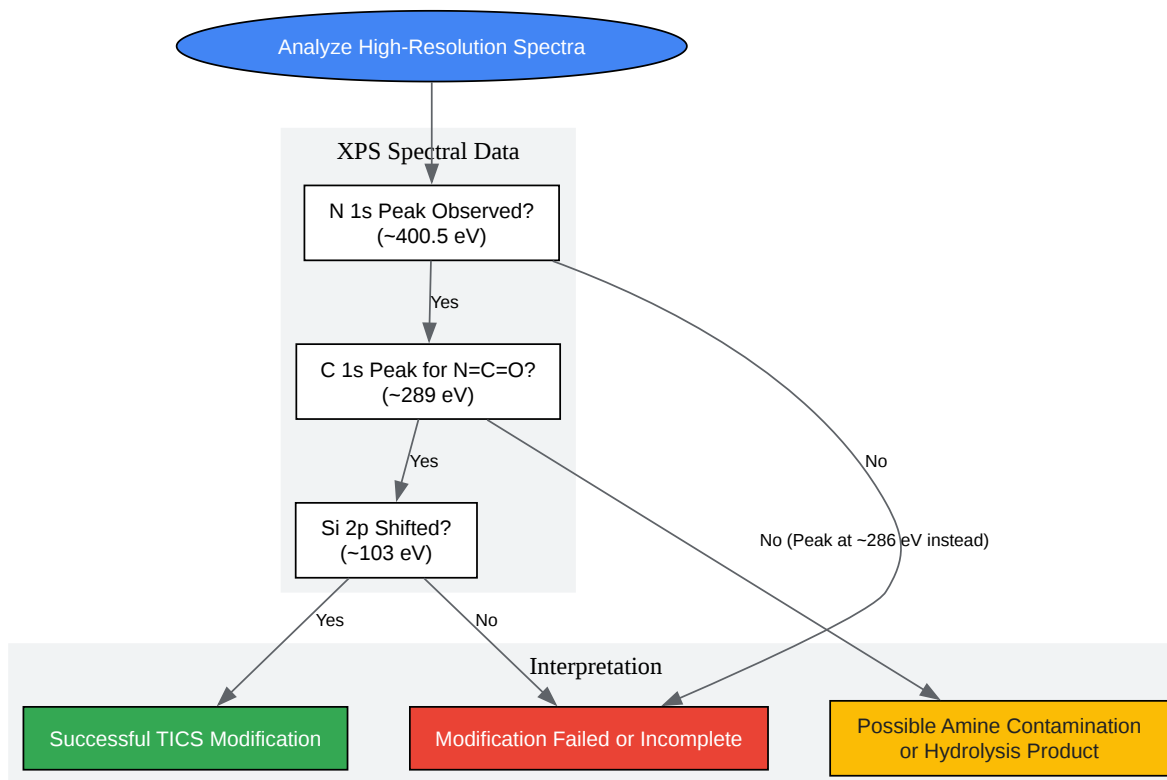 Analyze High-Resolution Spectra
XPS Spectral Data
N 1s Peak Observed?
(~400.5 eV)
Yes
C 1s Peak for N=C=O?
(~289 eV)
Yes
No
Si 2p Shifted?
(~103 eV)
No (Peak at ~286 eV instead)
Yes
No
Interpretation
Successful TICS Modification
Modification Failed or Incomplete
Possible Amine Contamination
or Hydrolysis Product